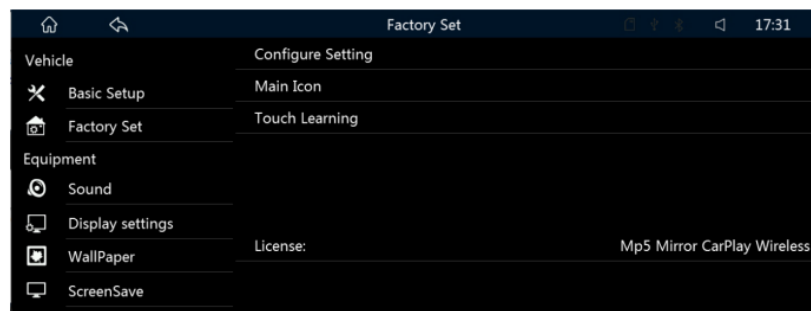 Factory Set
17:31
Vehicle
Basic Setup
Factory Set
Equipment
Sound
Display settings
WallPaper
ScreenSave
Configure Setting
Main Icon
Touch Learning
License: Mp5 Mirror CarPlay Wireless